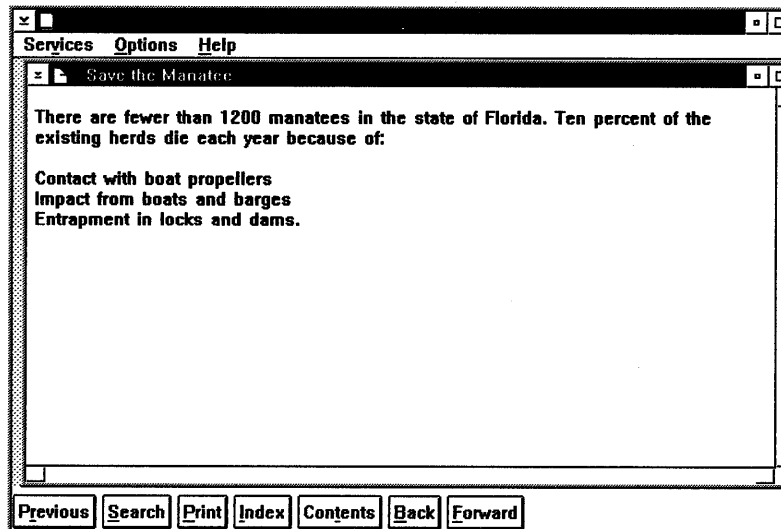 Services Options Help
Save the Manatee
There are fewer than 1200 manatees in the state of Florida. Ten percent of the
existing herds die each year because of:
Contact with boat propellers
Impact from boats and barges
Entrapment in locks and dams.
Previous Search Print Index Contents Back Forward